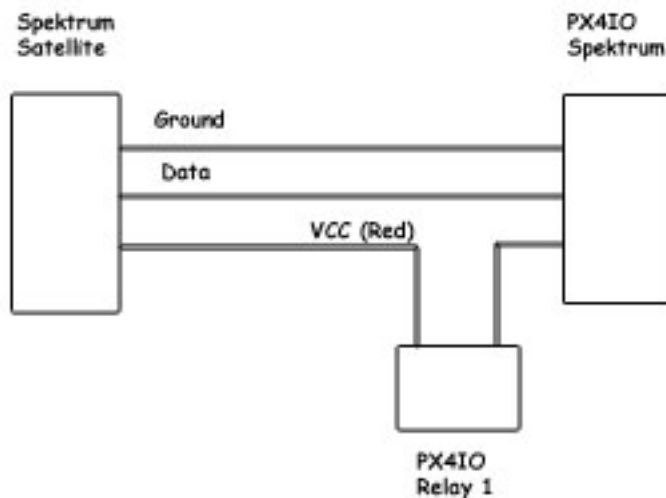 Spektrum
Satellite
PX4IO
Spektrum
Ground
Data
VCC (Red)
PX4IO
Relay 1